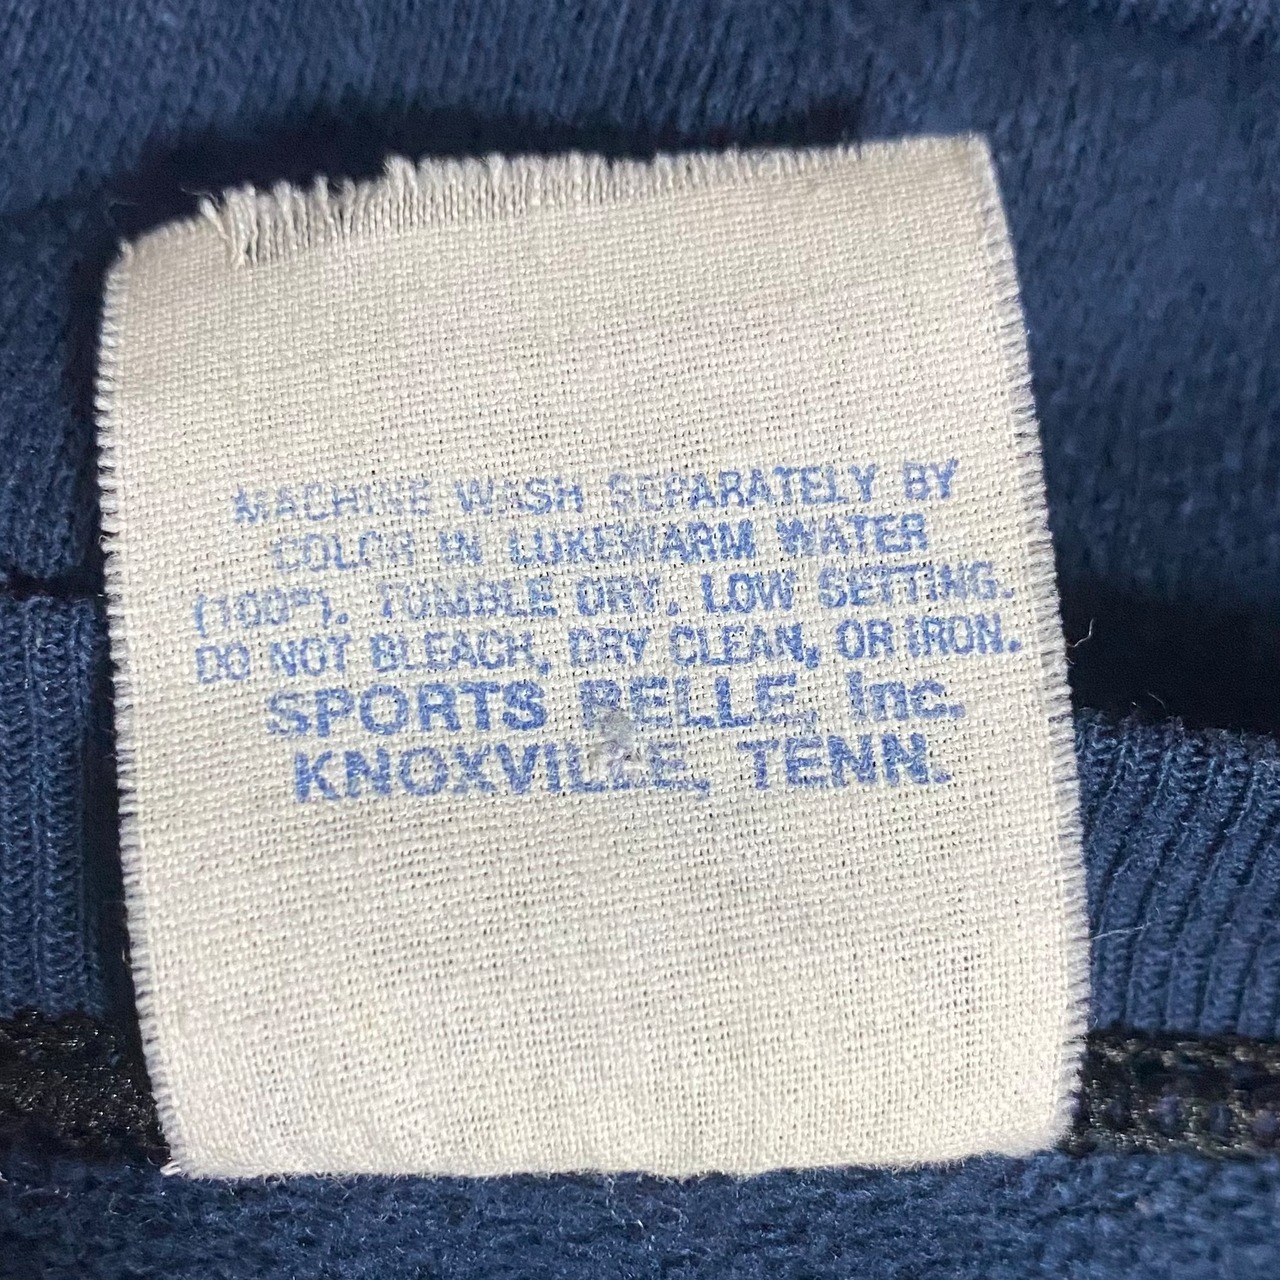 MACHINE WASH SEPARATELY BY
COLOR IN LUKEWARM WATER
(100°). TUMBLE DRY. LOW SETTING.
DO NOT BLEACH, DRY CLEAN, OR IRON.
SPORTS BELLE, Inc.
KNOXVILLE, TENN.